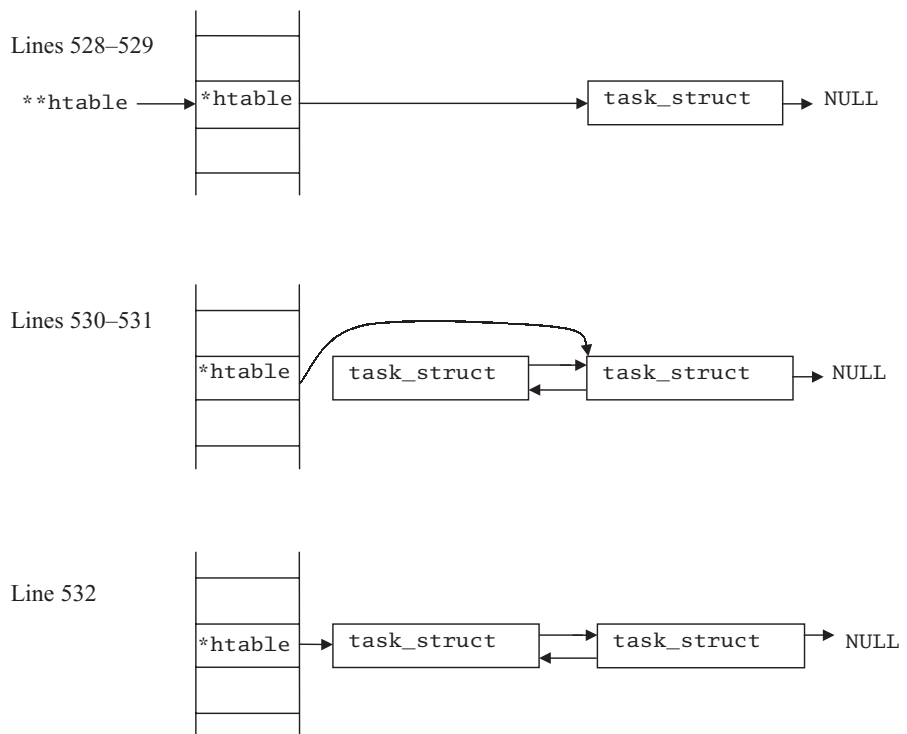 Lines 528–529
**htable
*htable
task_struct
NULL
Lines 530–531
*htable
task_struct
task_struct
NULL
Line 532
*htable
task_struct
task_struct
NULL